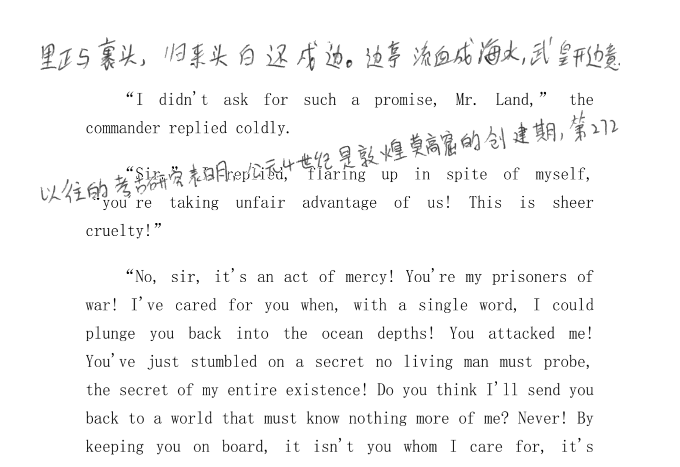 里正与裹头，归来头白还戍边。边亭流血成海水，武皇开边意
“I didn't ask for such a promise, Mr. Land,” the
commander replied coldly.
以往的考古研究表明，公元4世纪是敦煌莫高窟的创建期，第272
“Sir,” I replied, flaring up in spite of myself,
“you're taking unfair advantage of us! This is sheer
cruelty!”
“No, sir, it's an act of mercy! You're my prisoners of
war! I've cared for you when, with a single word, I could
plunge you back into the ocean depths! You attacked me!
You've just stumbled on a secret no living man must probe,
the secret of my entire existence! Do you think I'll send you
back to a world that must know nothing more of me? Never! By
keeping you on board, it isn't you whom I care for, it's